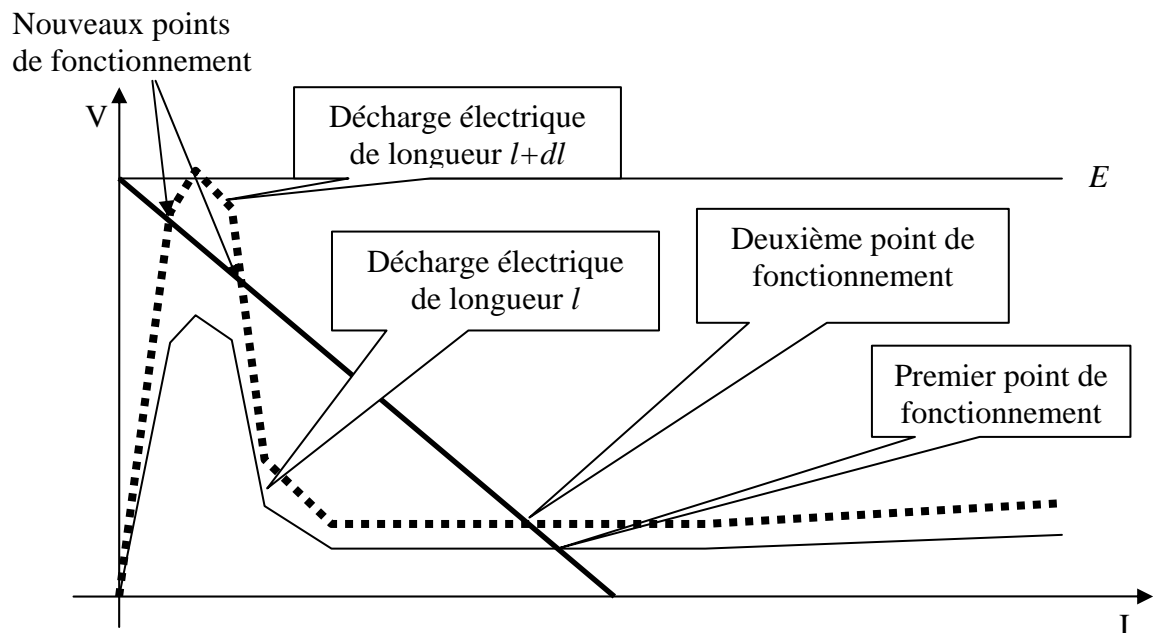 Nouveaux points
de fonctionnement
V
Décharge électrique
de longueur l+dl
E
Décharge électrique
de longueur l
Deuxième point de
fonctionnement
Premier point de
fonctionnement
I